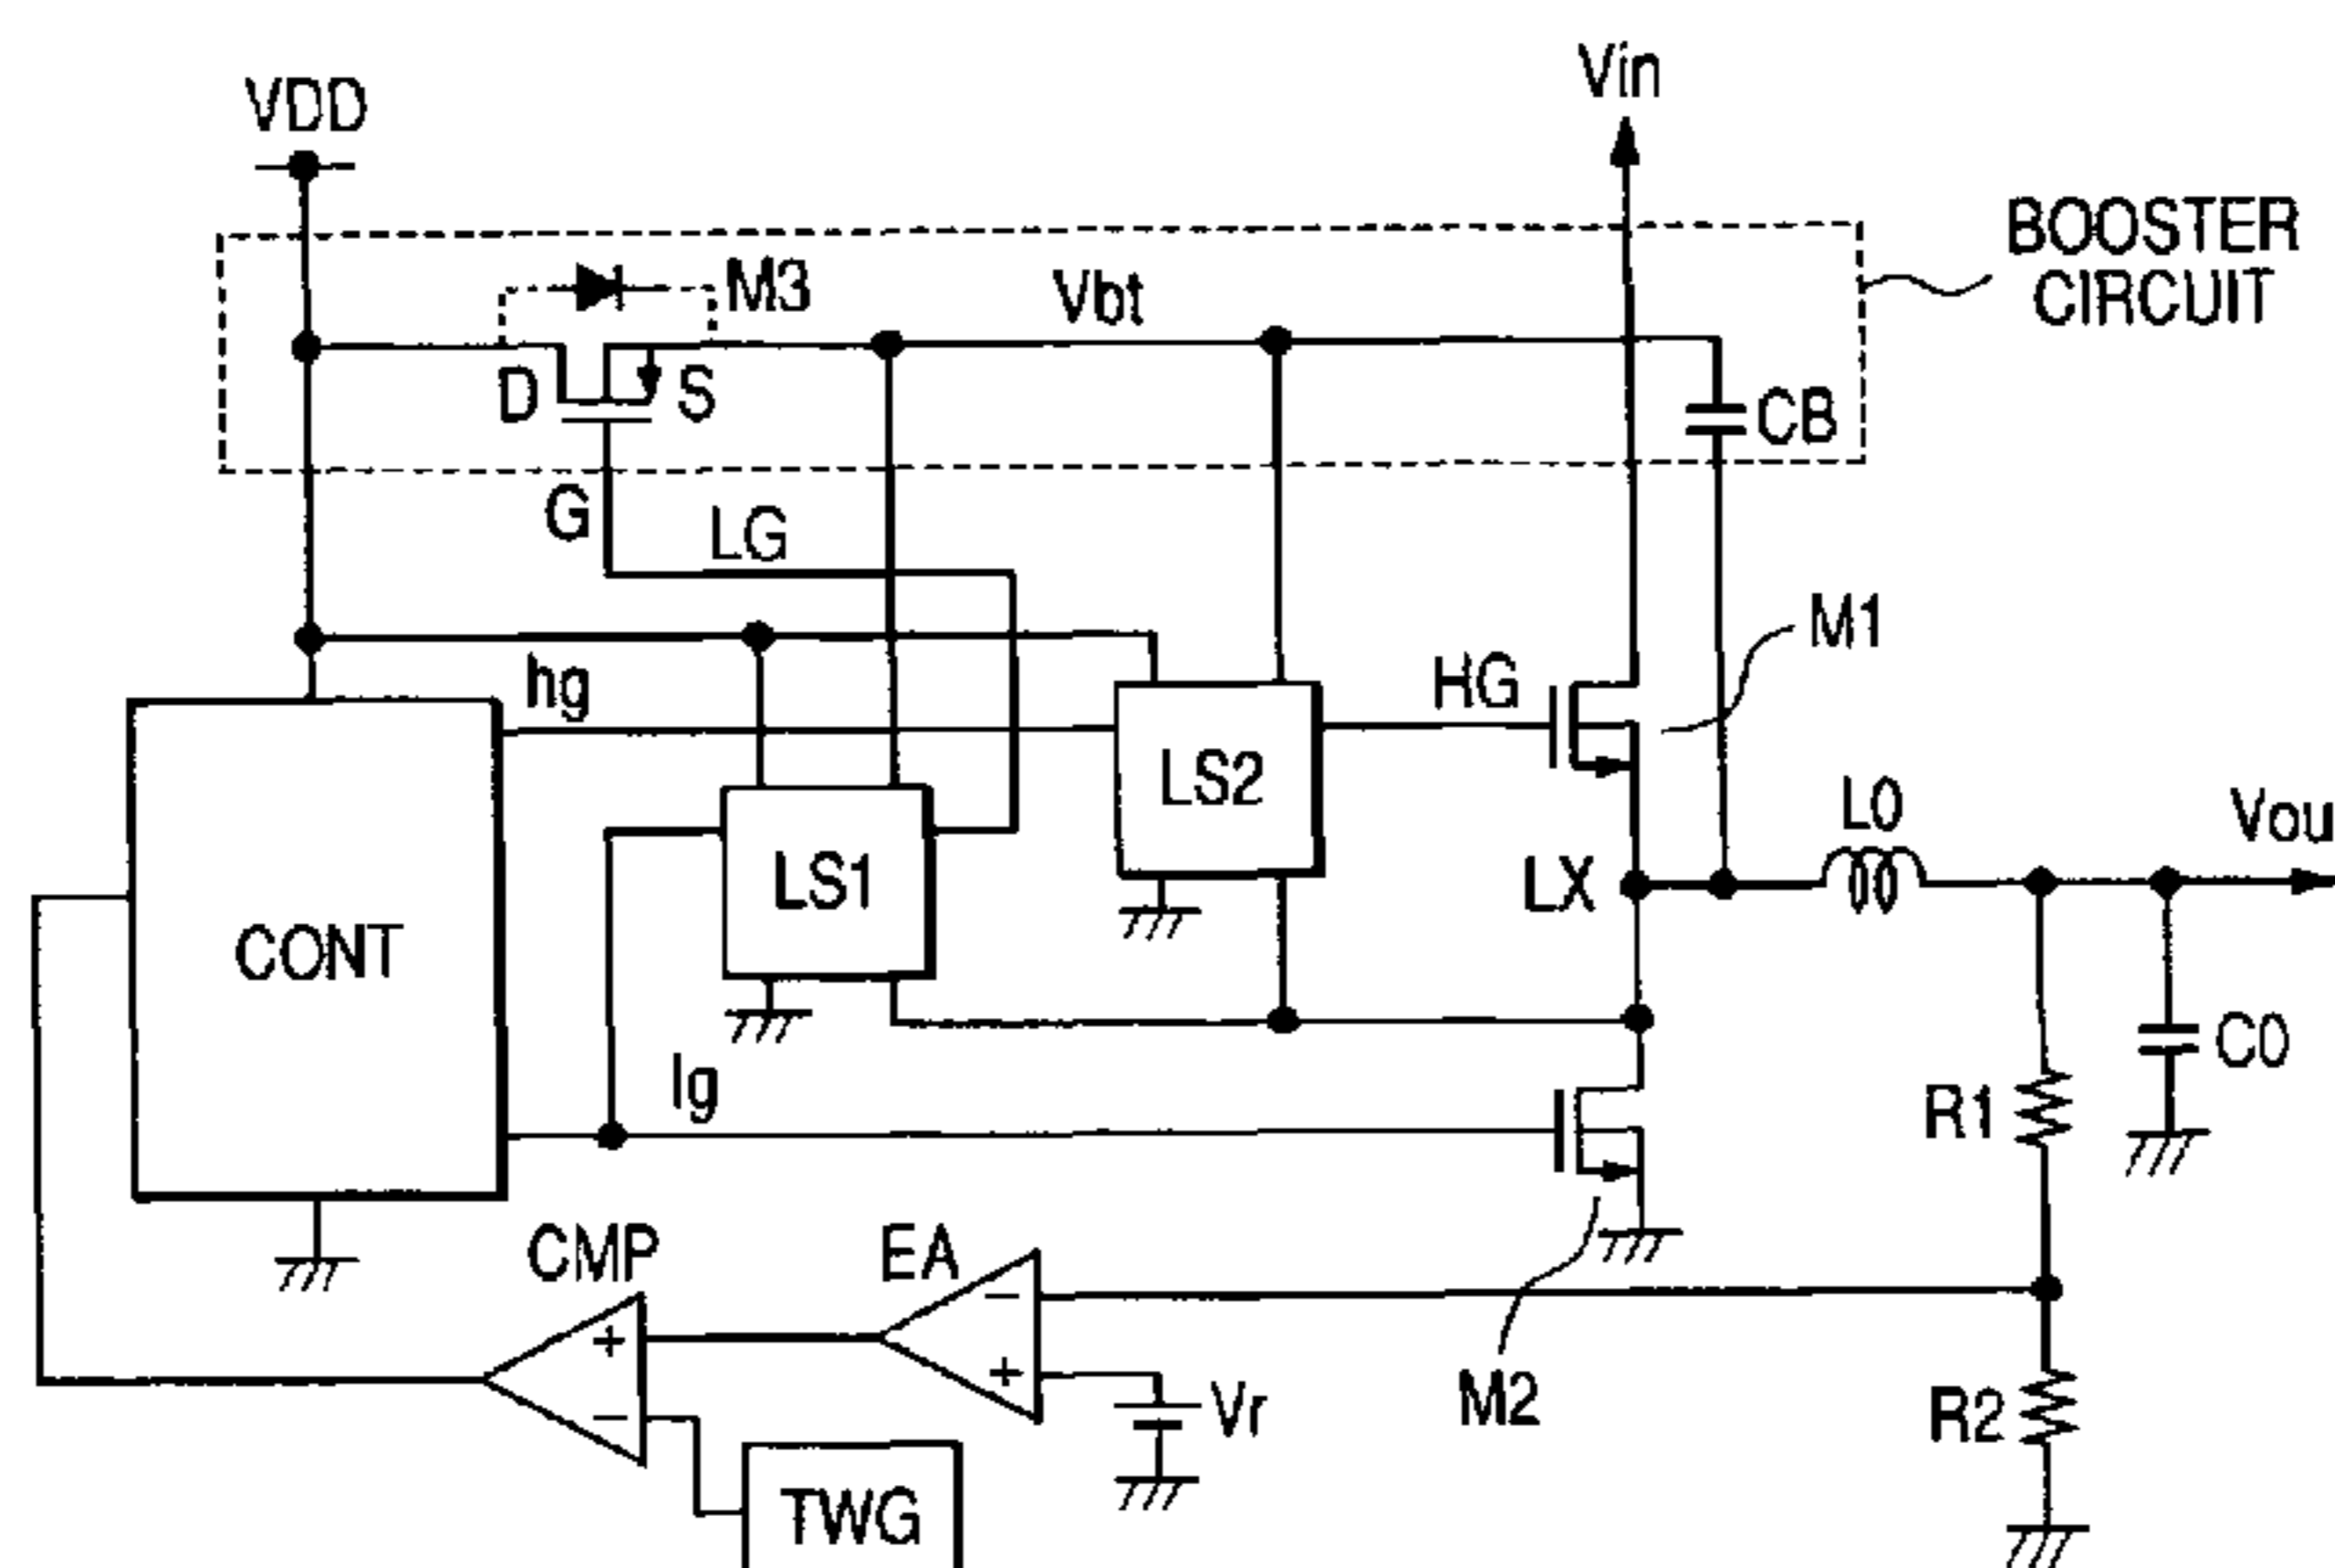 VDD
Vin
BOOSTER
CIRCUIT
M3
Vbt
D
S
CB
G
LG
M1
hg
HG
LS2
L0
Vou
LS1
LX
CONT
C0
lg
R1
CMP
EA
−
+
+
−
M2
Vr
R2
TWG